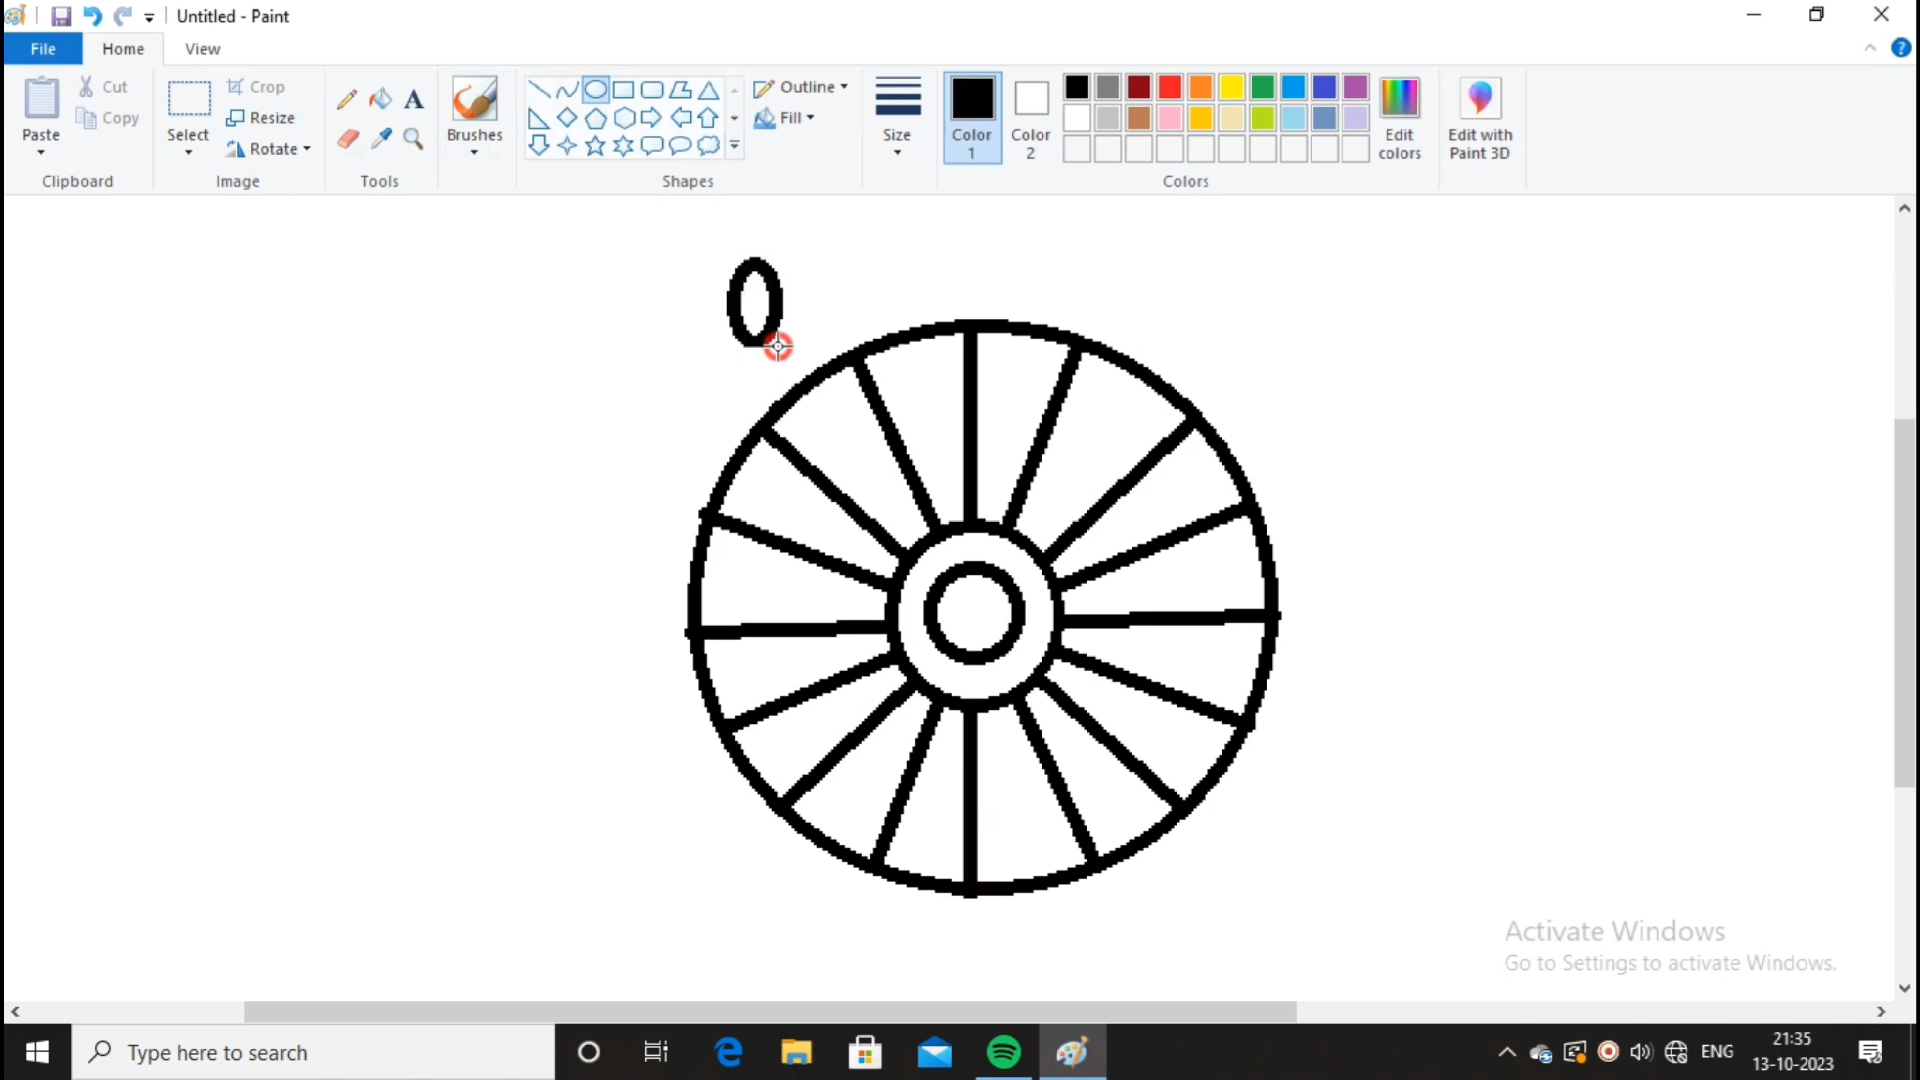 Untitled - Paint
File Home View
Paste Cut Copy Clipboard
Select Crop Resize Rotate Image
Tools
Brushes
Shapes
Outline Fill
Size
Color 1 Color 2 Edit colors Colors
Edit with Paint 3D
Activate Windows
Go to Settings to activate Windows.
Type here to search
ENG
21:35
13-10-2023